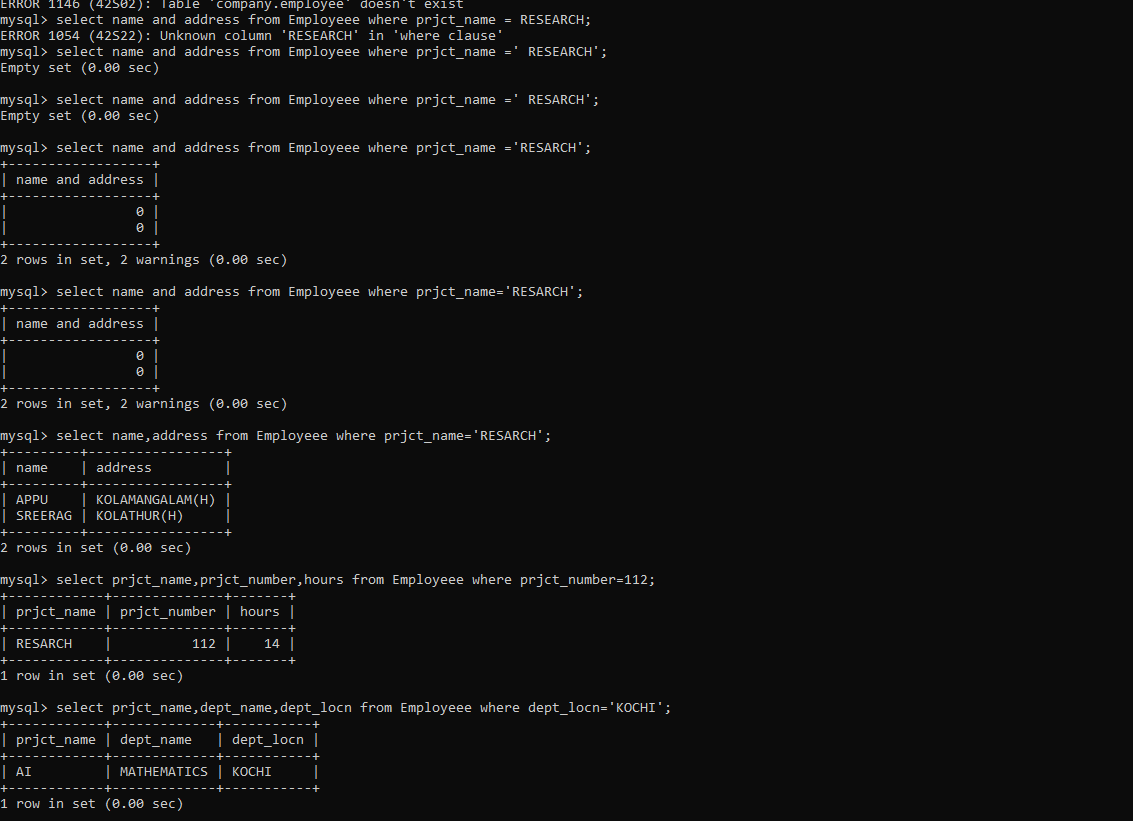 ERROR 1146 (42S02): Table 'company.employee' doesn't exist
mysql> select name and address from Employeee where prjct_name = RESEARCH;
ERROR 1054 (42S22): Unknown column 'RESEARCH' in 'where clause'
mysql> select name and address from Employeee where prjct_name =' RESEARCH';
Empty set (0.00 sec)

mysql> select name and address from Employeee where prjct_name =' RESARCH';
Empty set (0.00 sec)

mysql> select name and address from Employeee where prjct_name ='RESARCH';
+------------------+
| name and address |
+------------------+
|                0 |
|                0 |
+------------------+
2 rows in set, 2 warnings (0.00 sec)

mysql> select name and address from Employeee where prjct_name='RESARCH';
+------------------+
| name and address |
+------------------+
|                0 |
|                0 |
+------------------+
2 rows in set, 2 warnings (0.00 sec)

mysql> select name,address from Employeee where prjct_name='RESARCH';
+---------+-----------------+
| name    | address         |
+---------+-----------------+
| APPU    | KOLAMANGALAM(H) |
| SREERAG | KOLATHUR(H)     |
+---------+-----------------+
2 rows in set (0.00 sec)

mysql> select prjct_name,prjct_number,hours from Employeee where prjct_number=112;
+------------+--------------+-------+
| prjct_name | prjct_number | hours |
+------------+--------------+-------+
| RESARCH    |          112 |    14 |
+------------+--------------+-------+
1 row in set (0.00 sec)

mysql> select prjct_name,dept_name,dept_locn from Employeee where dept_locn='KOCHI';
+------------+-------------+-----------+
| prjct_name | dept_name   | dept_locn |
+------------+-------------+-----------+
| AI         | MATHEMATICS | KOCHI     |
+------------+-------------+-----------+
1 row in set (0.00 sec)